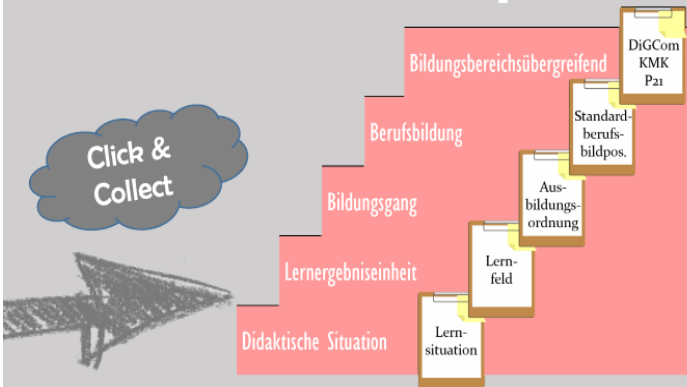 Click &
Collect
Bildungsbereichsübergreifend
DiGCom
KMK
P21
Berufsbildung
Standard-
berufs-
bildpos.
Bildungsgang
Aus-
bildungs-
ordnung
Lernergebniseinheit
Lern-
feld
Didaktische Situation
Lern-
situation